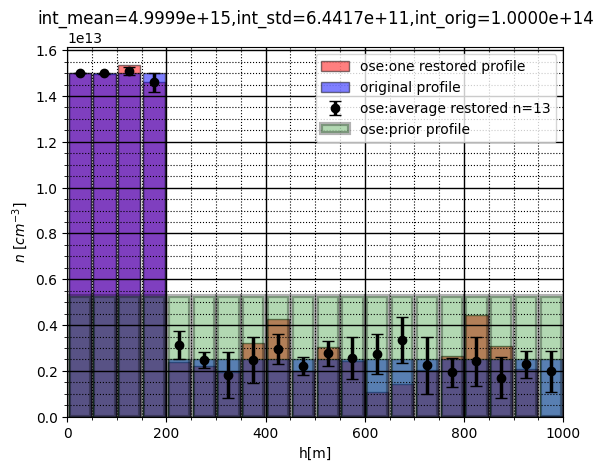 int_mean=4.9999e+15,int_std=6.4417e+11,int_orig=1.0000e+14
1e13
ose:one restored profile
original profile
ose:average restored n=13
ose:prior profile
1.6
1.4
1.2
1.0
0.8
0.6
0.4
0.2
0.0
n [cm⁻³]
0 200 400 600 800 1000
h[m]